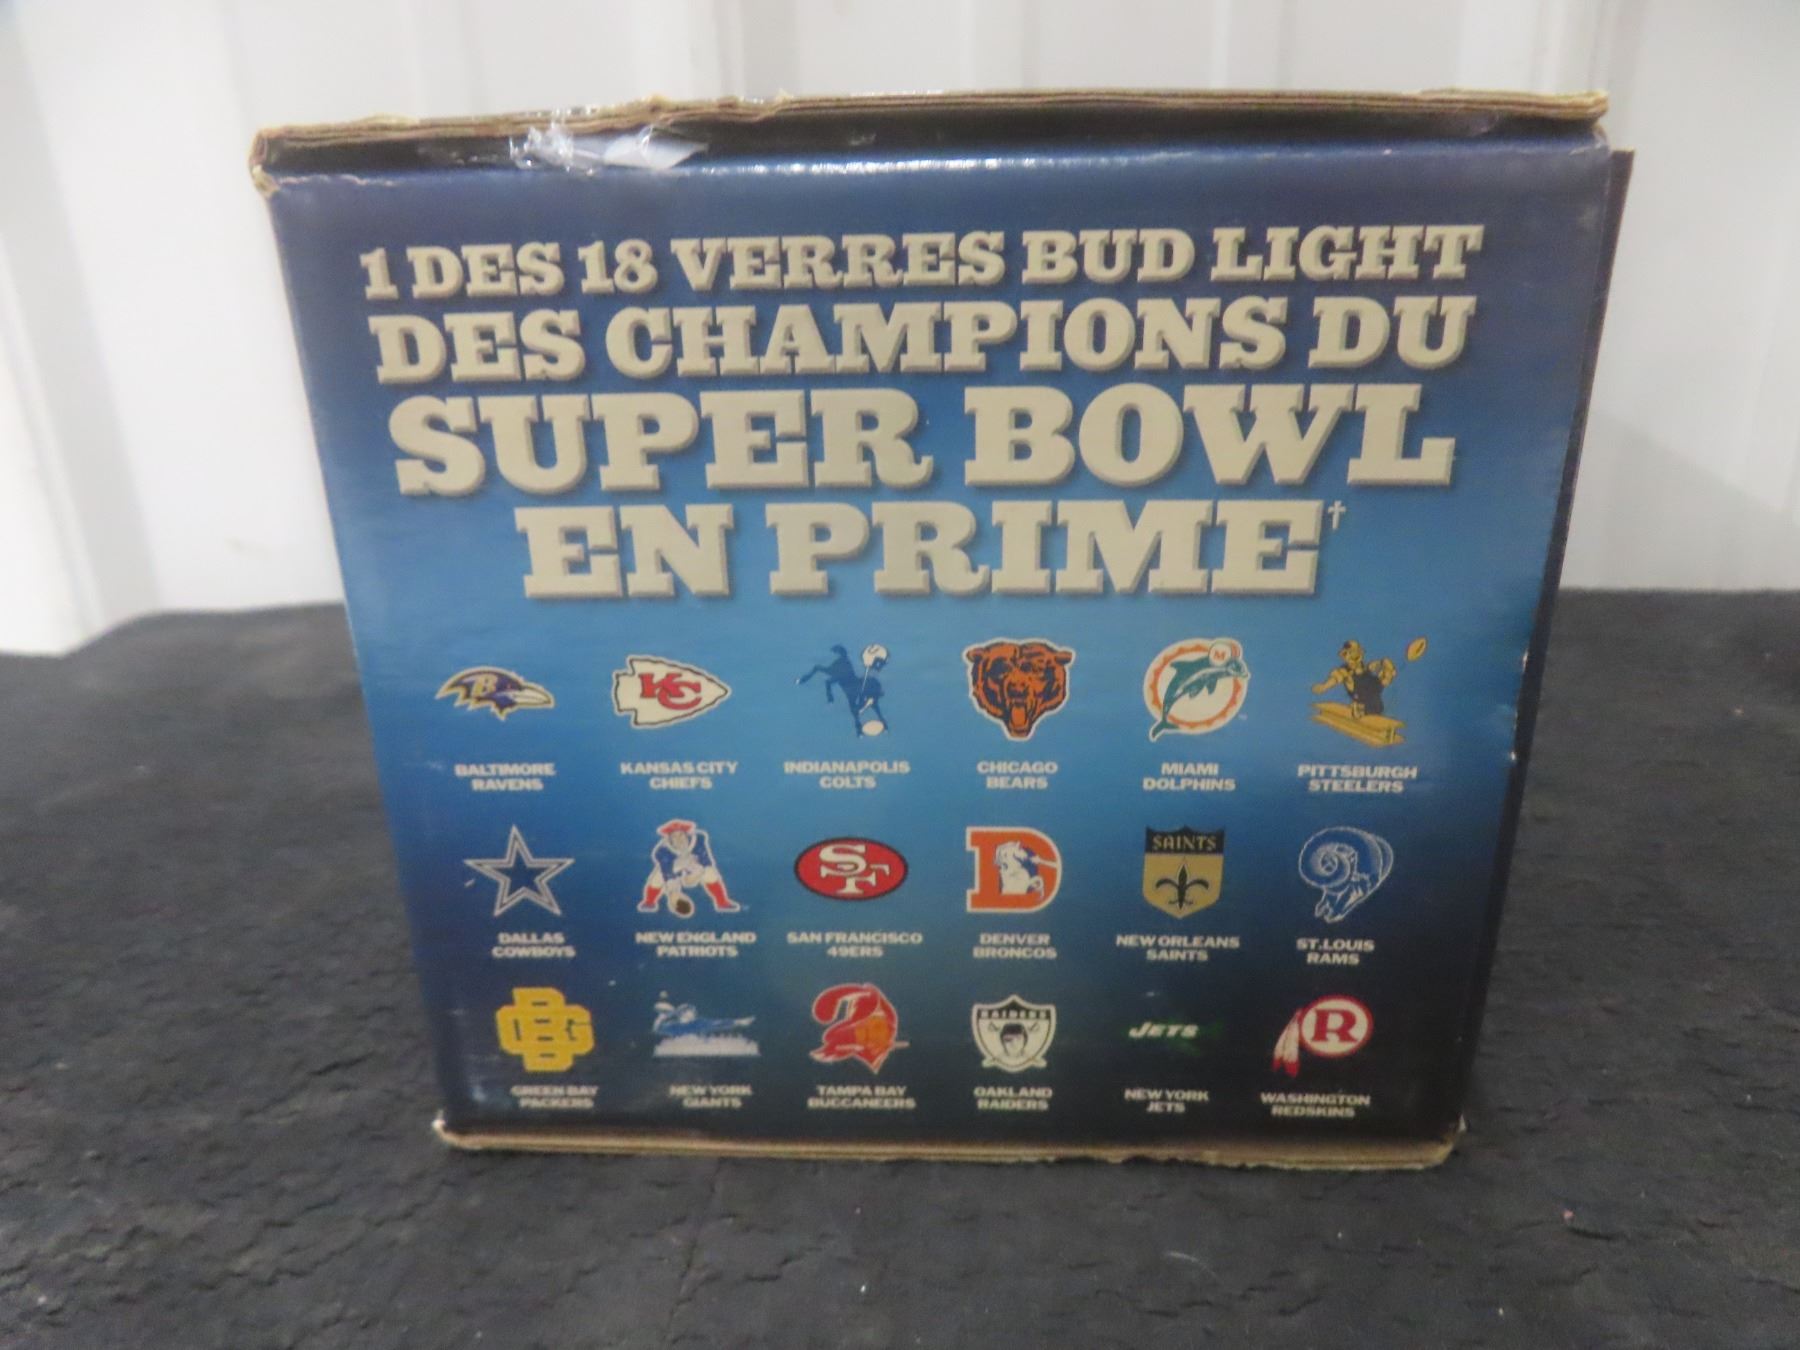 1 DES 18 VERRES BUD LIGHT
DES CHAMPIONS DU
SUPER BOWL
EN PRIME†
B
KC
M
BALTIMORE
RAVENS
KANSAS CITY
CHIEFS
INDIANAPOLIS
COLTS
CHICAGO
BEARS
MIAMI
DOLPHINS
PITTSBURGH
STEELERS
SF
D
SAINTS
DALLAS
COWBOYS
NEW ENGLAND
PATRIOTS
SAN FRANCISCO
49ERS
DENVER
BRONCOS
NEW ORLEANS
SAINTS
ST. LOUIS
RAMS
GB
RAIDERS
JETS
R
GREEN BAY
PACKERS
NEW YORK
GIANTS
TAMPA BAY
BUCCANEERS
OAKLAND
RAIDERS
NEW YORK
JETS
WASHINGTON
REDSKINS